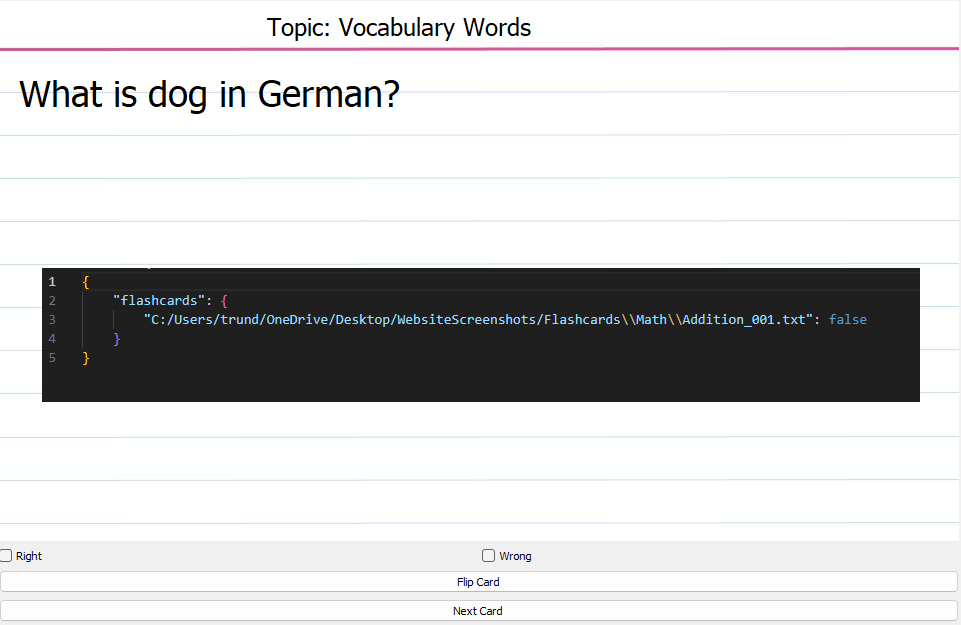 Topic: Vocabulary Words
What is dog in German?
1 {
2 "flashcards": {
3 "C:/Users/trund/OneDrive/Desktop/WebsiteScreenshots/Flashcards\\Math\\Addition_001.txt": false
4 }
5 }
Right Wrong
Flip Card
Next Card